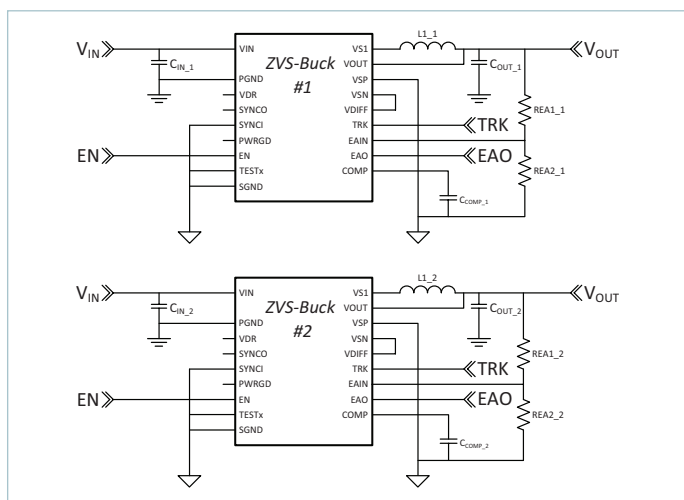 VIN
CIN_1
VIN
PGND
VDR
SYNCO
SYNCI
PWRGD
EN
TESTx
SGND
EN
ZVS-Buck
#1
VS1
VOUT
VSP
VSN
VDIFF
TRK
EAIN
EAO
COMP
L1_1
COUT_1
VOUT
REA1_1
TRK
EAO
REA2_1
CCOMP_1
VIN
CIN_2
VIN
PGND
VDR
SYNCO
SYNCI
PWRGD
EN
TESTx
SGND
EN
ZVS-Buck
#2
VS1
VOUT
VSP
VSN
VDIFF
TRK
EAIN
EAO
COMP
L1_2
COUT_2
VOUT
REA1_2
TRK
EAO
REA2_2
CCOMP_2